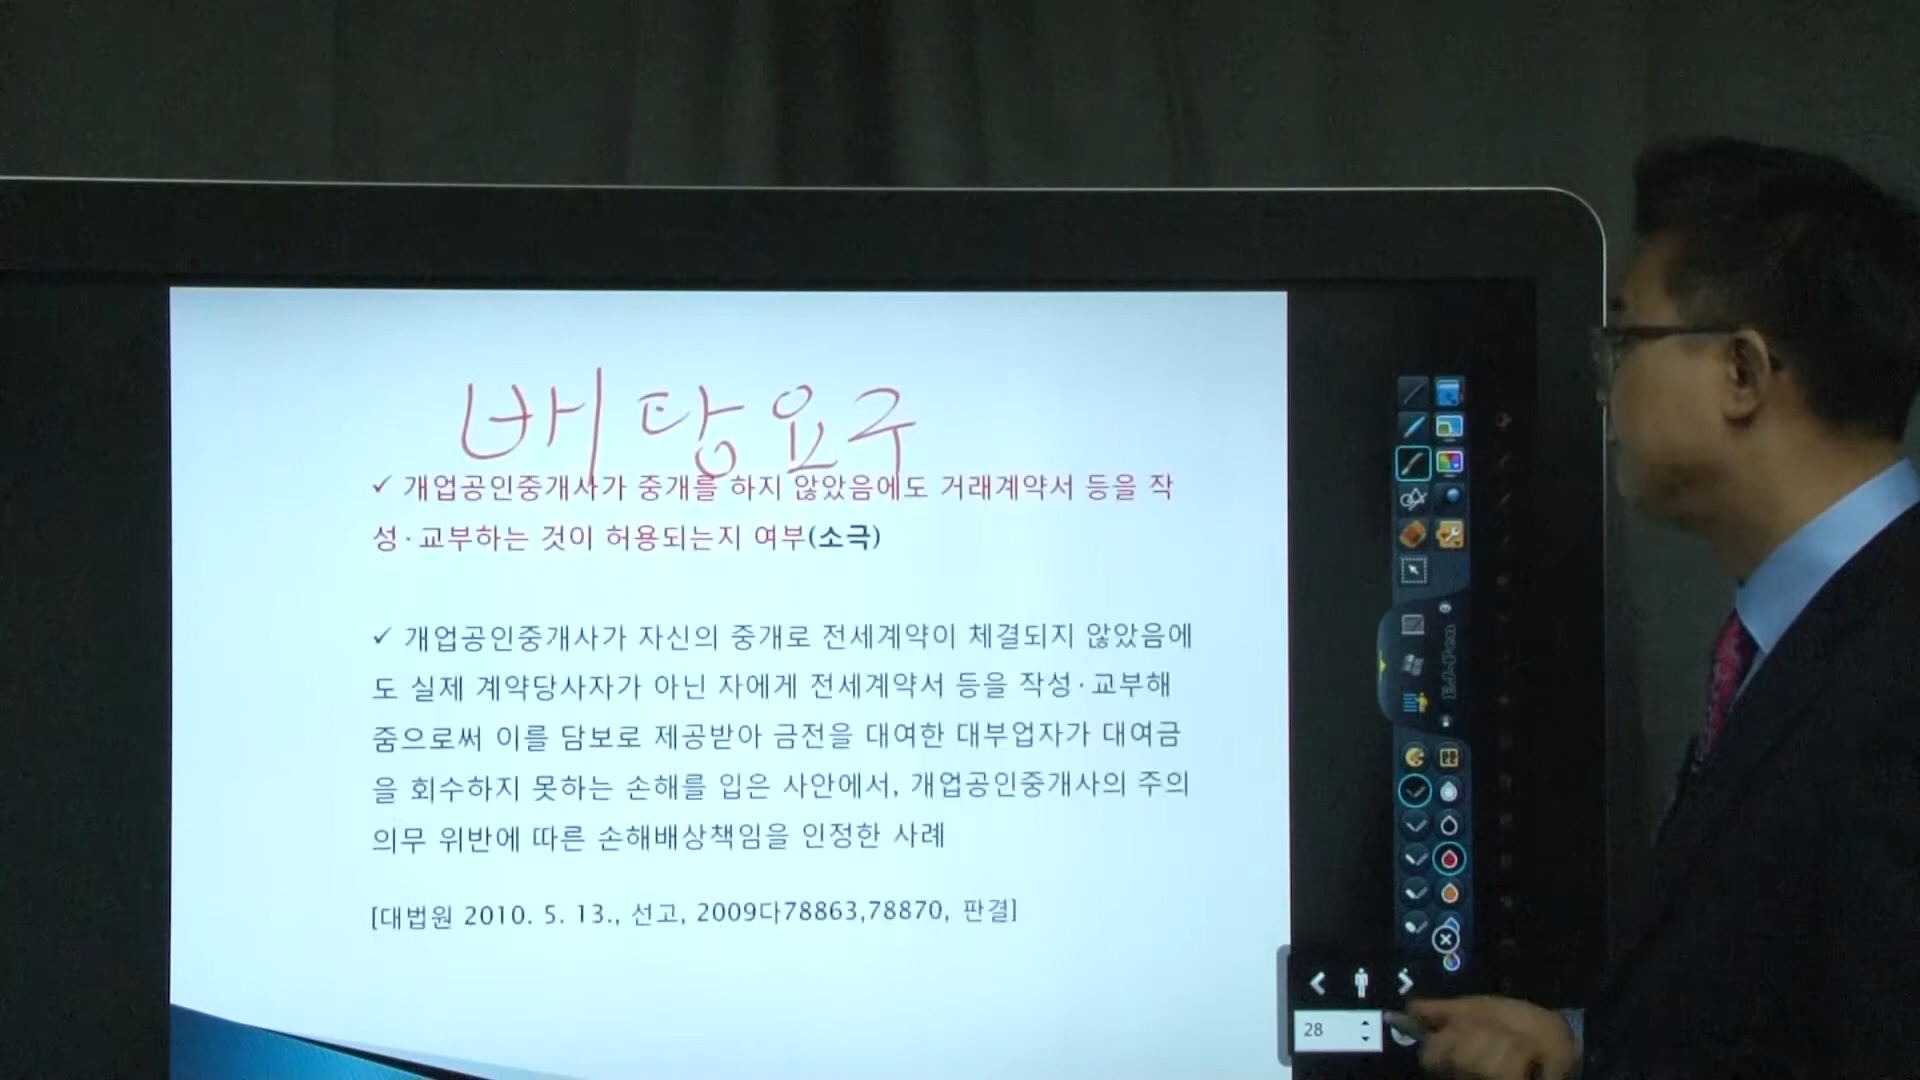 배당요구
✓ 개업공인중개사가 중개를 하지 않았음에도 거래계약서 등을 작
성·교부하는 것이 허용되는지 여부(소극)
✓ 개업공인중개사가 자신의 중개로 전세계약이 체결되지 않았음에
도 실제 계약당사자가 아닌 자에게 전세계약서 등을 작성·교부해
줌으로써 이를 담보로 제공받아 금전을 대여한 대부업자가 대여금
을 회수하지 못하는 손해를 입은 사안에서, 개업공인중개사의 주의
의무 위반에 따른 손해배상책임을 인정한 사례
[대법원 2010. 5. 13., 선고, 2009다78863,78870, 판결]
28